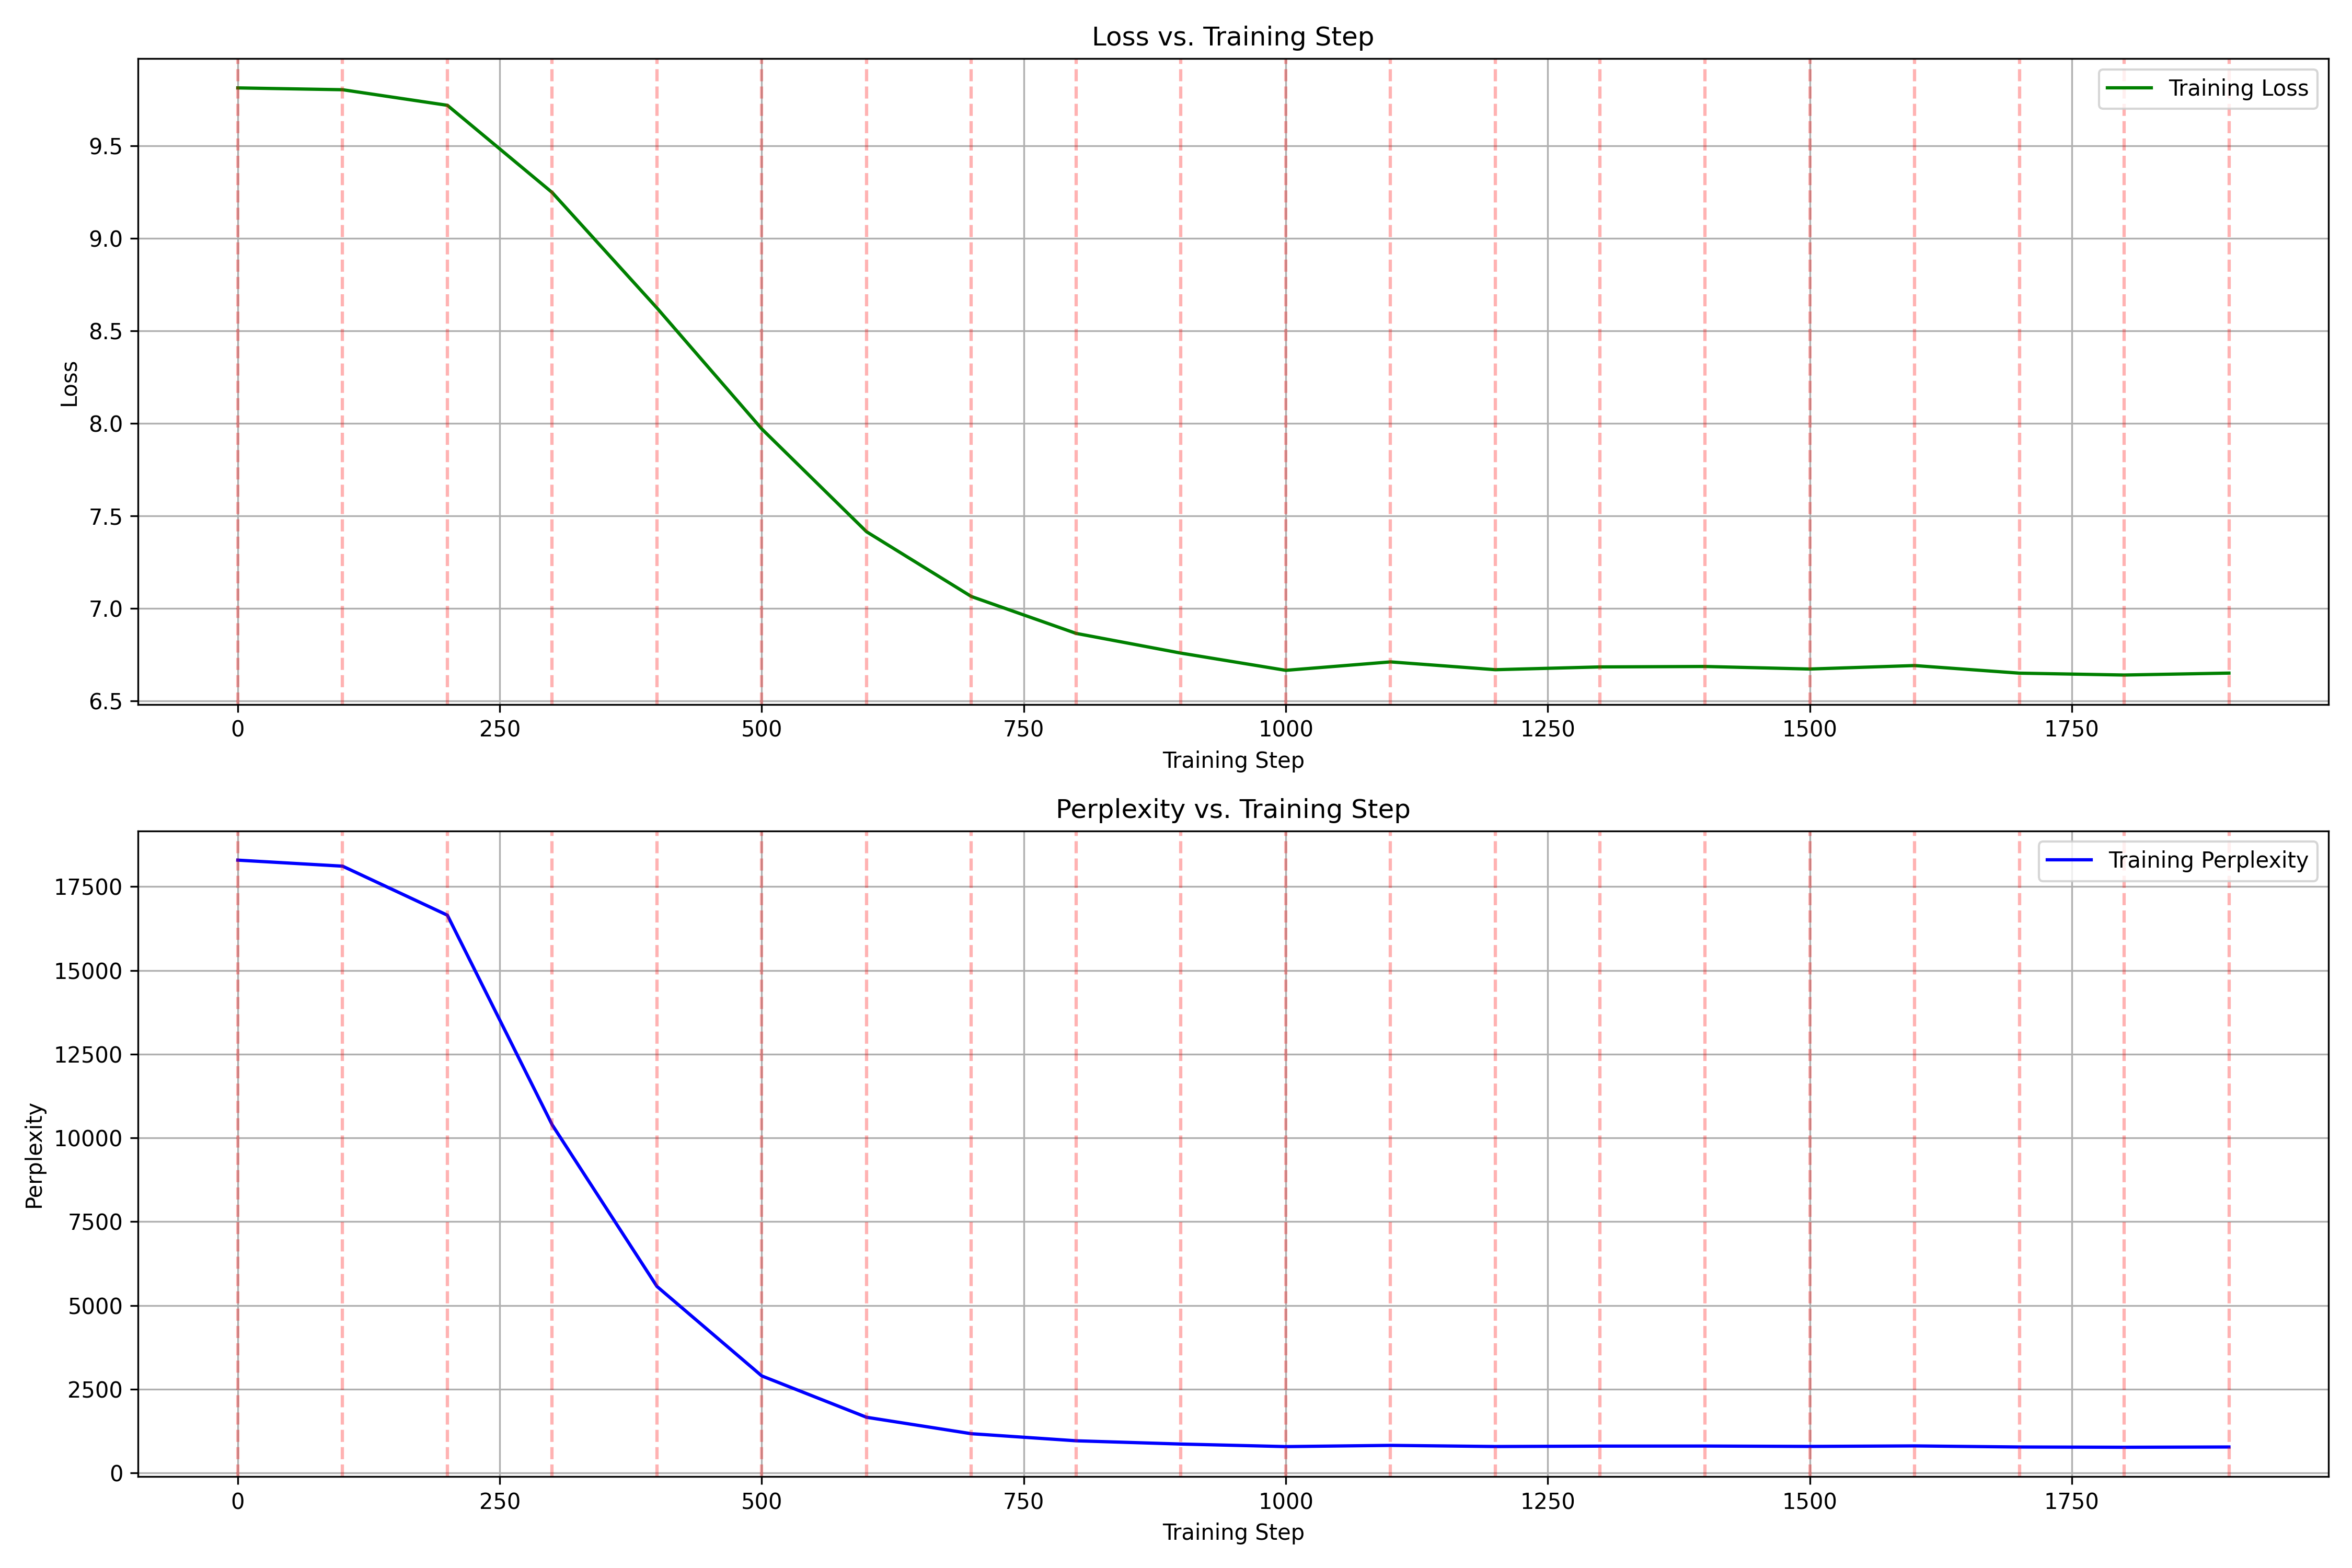 Loss vs. Training Step
Training Loss
9.5
9.0
8.5
8.0
7.5
7.0
6.5
Loss
0 250 500 750 1000 1250 1500 1750
Training Step
Perplexity vs. Training Step
Training Perplexity
17500
15000
12500
10000
7500
5000
2500
0
Perplexity
0 250 500 750 1000 1250 1500 1750
Training Step